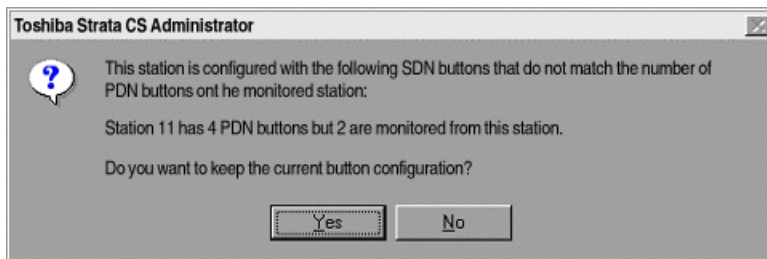 Toshiba Strata CS Administrator
This station is configured with the following SDN buttons that do not match the number of
PDN buttons ont he monitored station:
Station 11 has 4 PDN buttons but 2 are monitored from this station.
Do you want to keep the current button configuration?
Yes
No